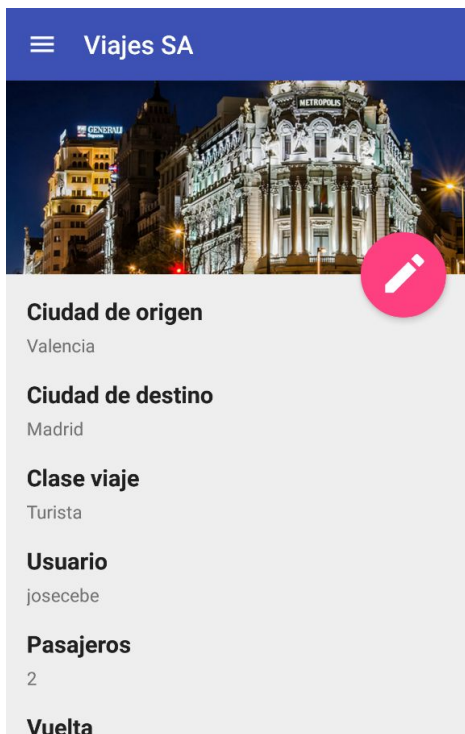 Viajes SA
GENERALI
Seguros
METROPOLIS
Ciudad de origen
Valencia
Ciudad de destino
Madrid
Clase viaje
Turista
Usuario
josecebe
Pasajeros
2
Vuelta